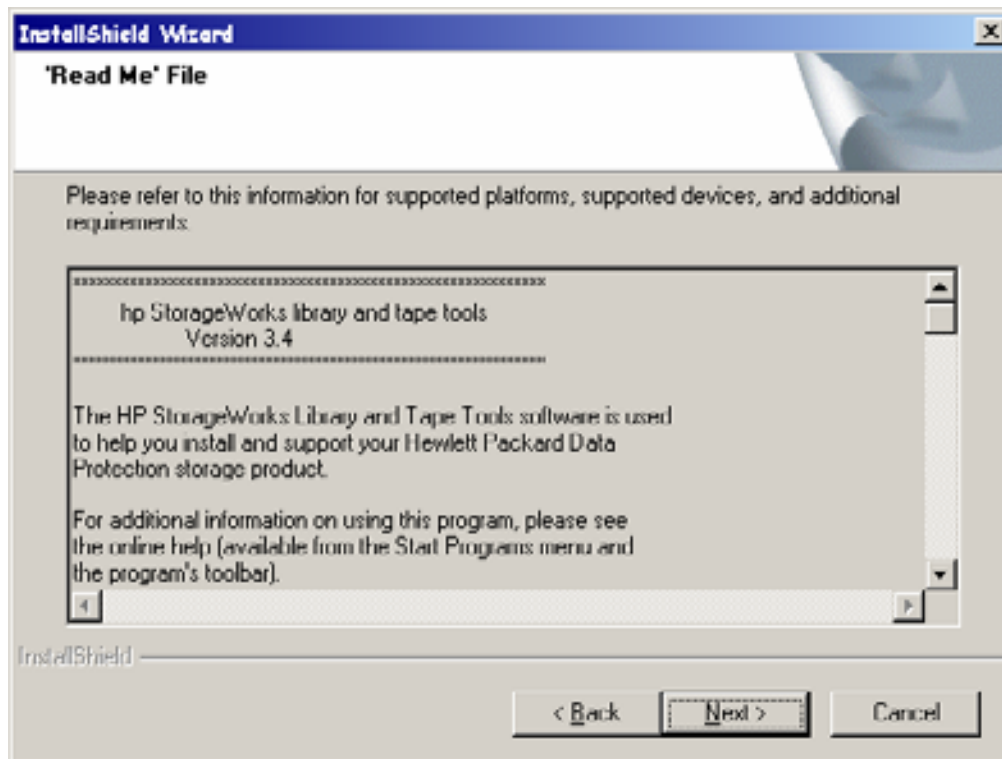 InstallShield Wizard
'Read Me' File
Please refer to this information for supported platforms, supported devices, and additional
requirements.
***********************************************************************
hp StorageWorks library and tape tools
Version 3.4
***********************************************************************
The HP StorageWorks Library and Tape Tools software is used
to help you install and support your Hewlett Packard Data
Protection storage product.
For additional information on using this program, please see
the online help (available from the Start Programs menu and
the program's toolbar).
InstallShield
< Back
Next >
Cancel